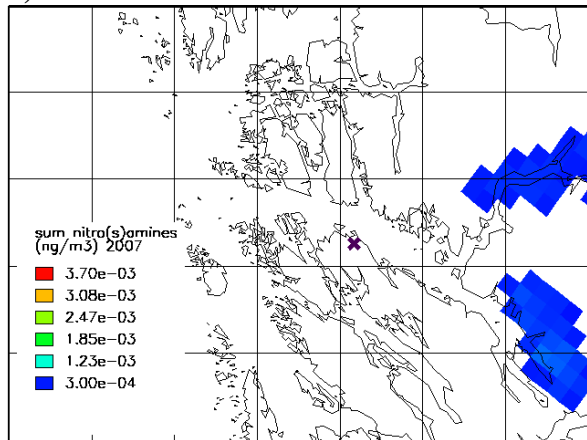 sum nitro(s)amines
(ng/m3) 2007
3.70e-03
3.08e-03
2.47e-03
1.85e-03
1.23e-03
3.00e-04